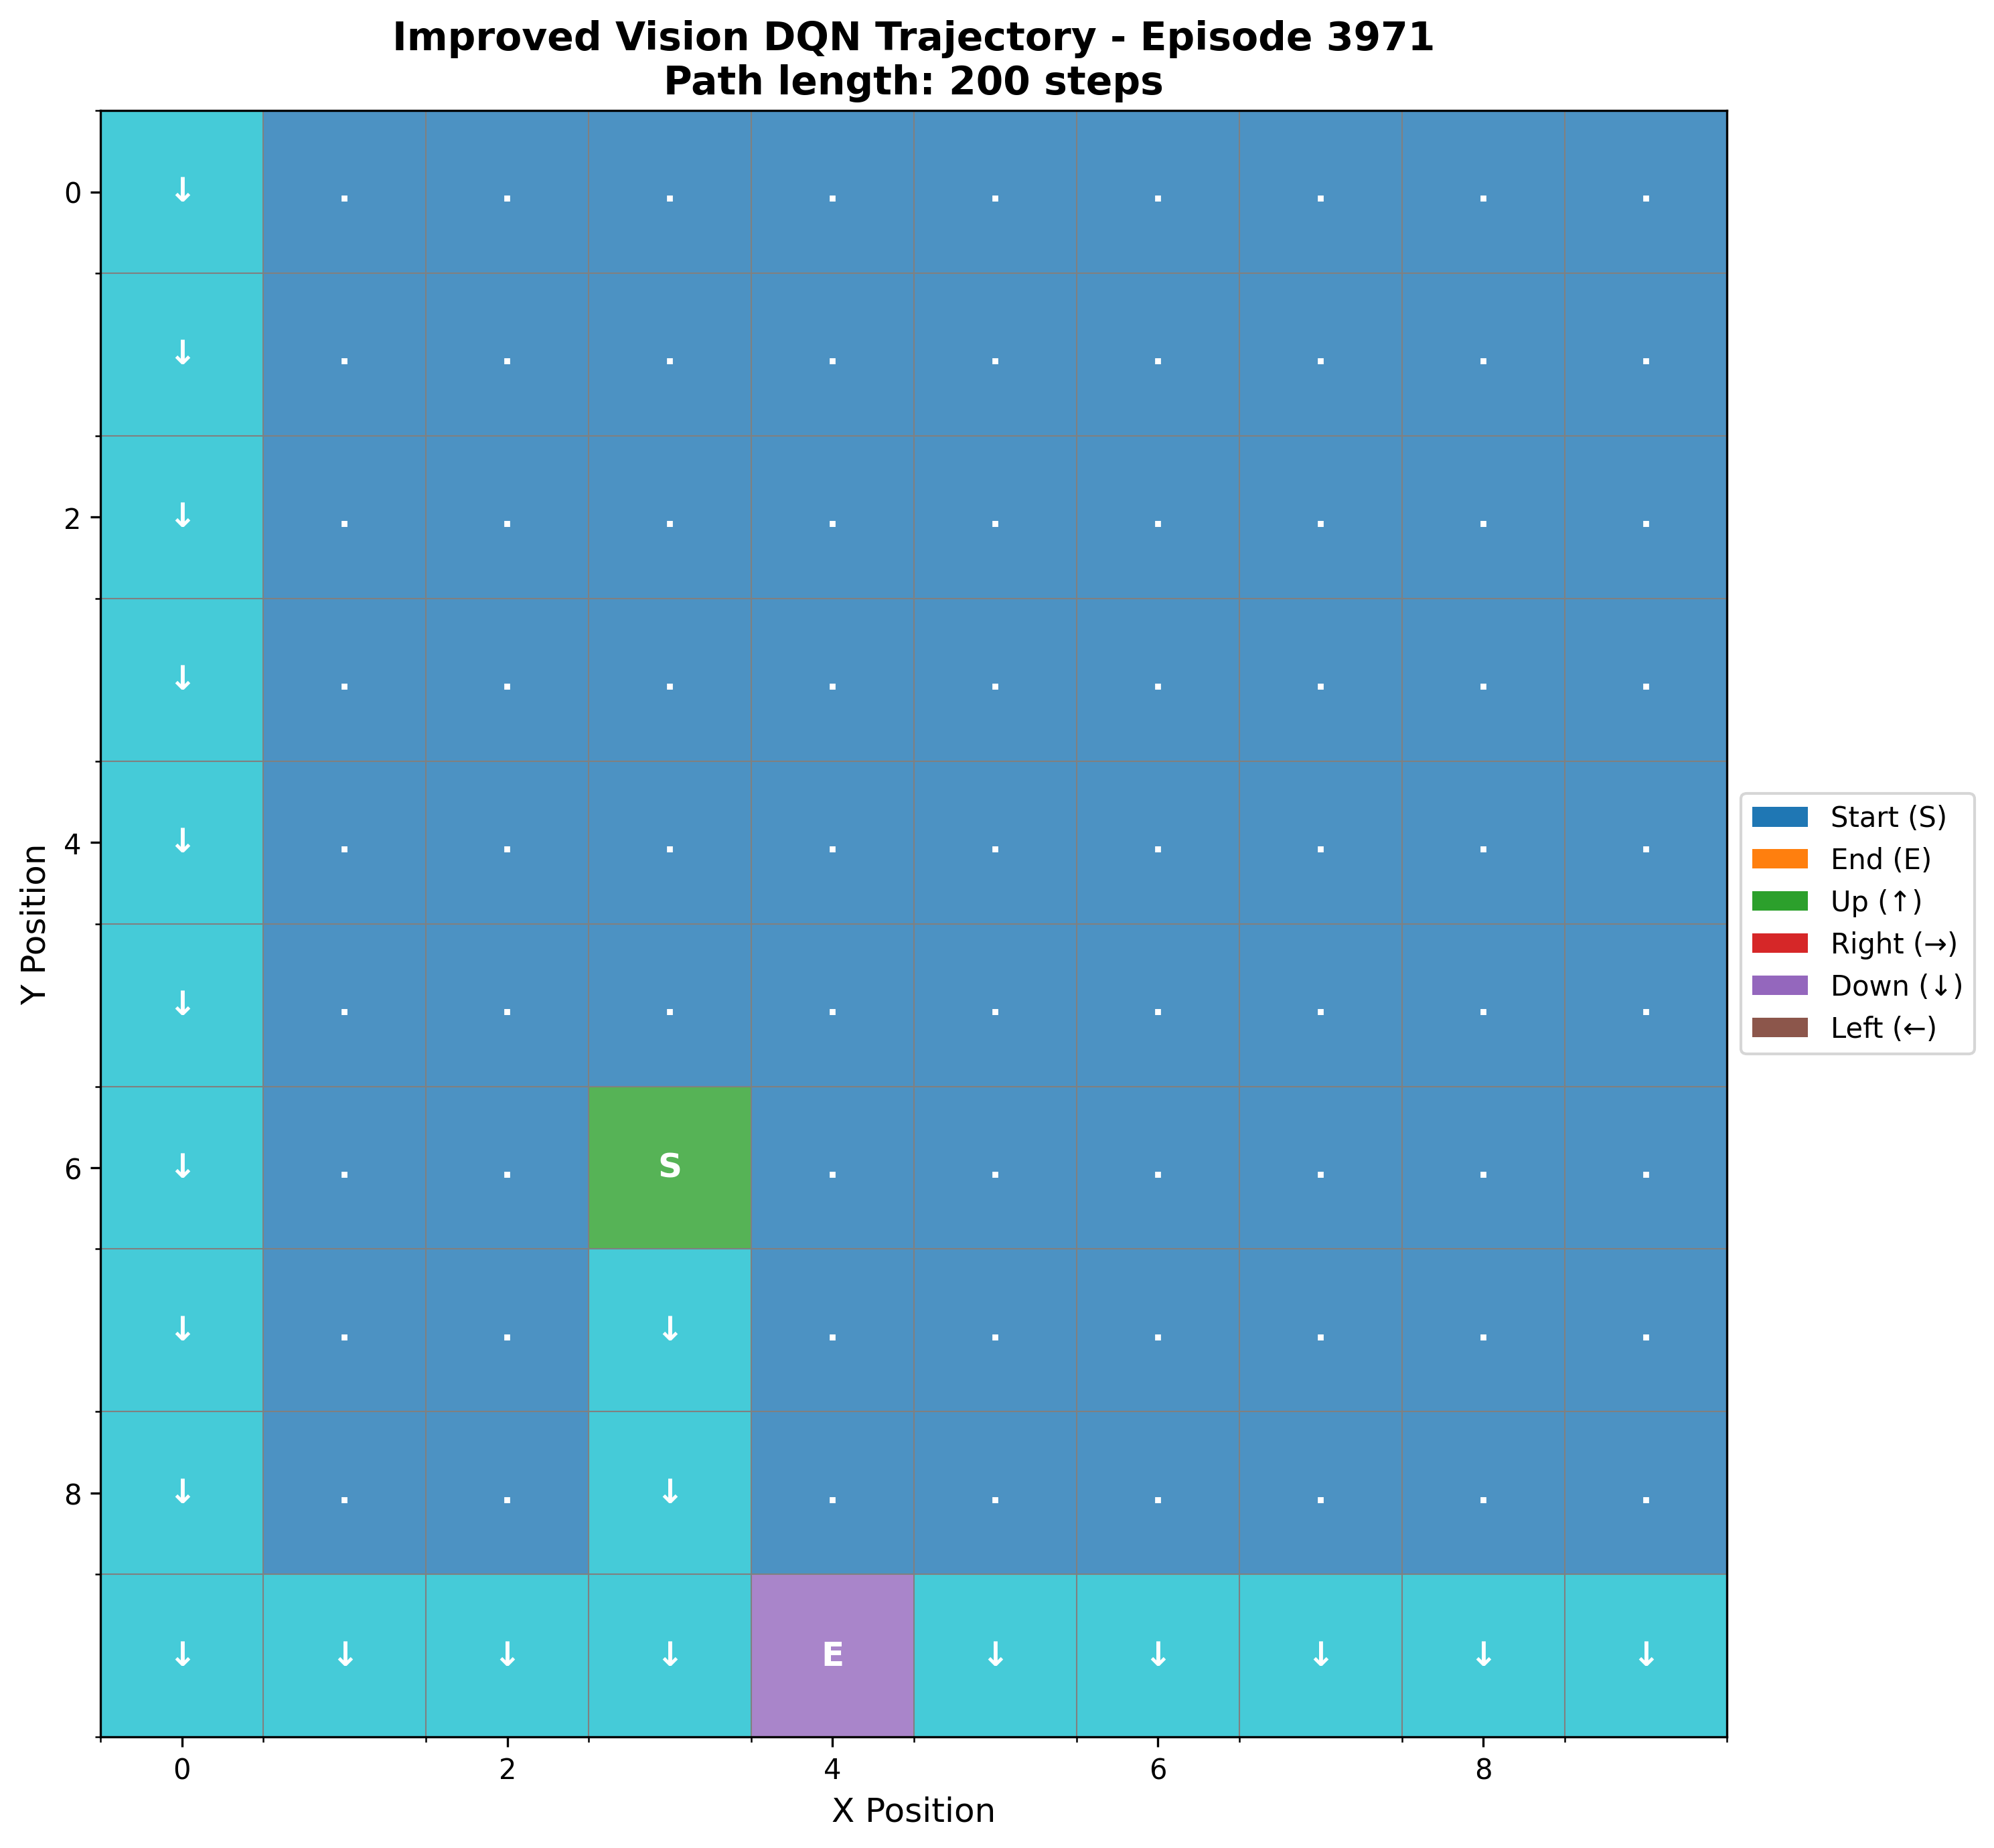 Improved Vision DQN Trajectory - Episode 3971
Path length: 200 steps
0 ↓ . . . . . . . . .
↓ . . . . . . . . .
2 ↓ . . . . . . . . .
↓ . . . . . . . . .
4 ↓ . . . . . . . . .
↓ . . . . . . . . .
6 ↓ . . S . . . . . .
↓ . . ↓ . . . . . .
8 ↓ . . ↓ . . . . . .
↓ ↓ ↓ ↓ E ↓ ↓ ↓ ↓ ↓
0 2 4 6 8
X Position
Y Position
Start (S)
End (E)
Up (↑)
Right (→)
Down (↓)
Left (←)